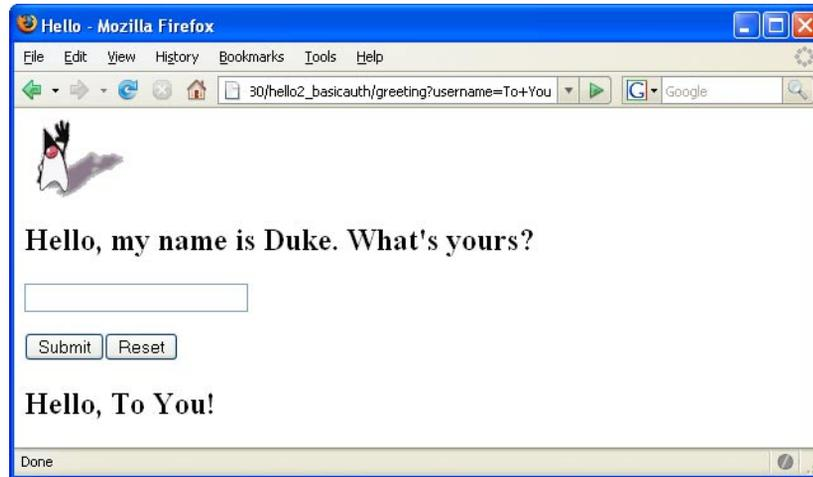 Hello - Mozilla Firefox
File Edit View History Bookmarks Tools Help
30/hello2_basicauth/greeting?username=To+You G Google
Hello, my name is Duke. What's yours?
Submit Reset
Hello, To You!
Done